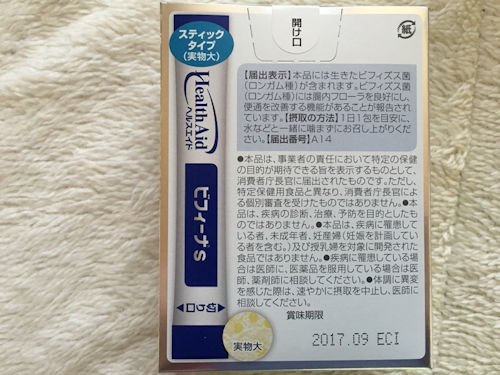 開け口
紙
スティック
タイプ
(実物大)
Health Aid
ヘルスエイド
ビフィーナS
切り口
実物大
【届出表示】本品には生きたビフィズス菌
(ロンガム種)が含まれます。ビフィズス菌
(ロンガム種)には腸内フローラを良好にし、
便通を改善する機能があることが報告さ
れています。【摂取の方法】1日1包を目安に、
水などと一緒に噛まずにお召し上がりくだ
さい。【届出番号】A14
●本品は、事業者の責任において特定の保健
の目的が期待できる旨を表示するものとして、
消費者庁長官に届出されたものです。ただし、
特定保健用食品と異なり、消費者庁長官によ
る個別審査を受けたものではありません。●本
品は、疾病の診断、治療、予防を目的としたも
のではありません。●本品は、疾病に罹患して
いる者、未成年者、妊産婦(妊娠を計画してい
る者を含む。)及び授乳婦を対象に開発された
食品ではありません。●疾病に罹患している場
合は医師に、医薬品を服用している場合は医
師、薬剤師に相談してください。●体調に異変
を感じた際は、速やかに摂取を中止し、医師に
相談してください。
賞味期限
2017.09 ECI